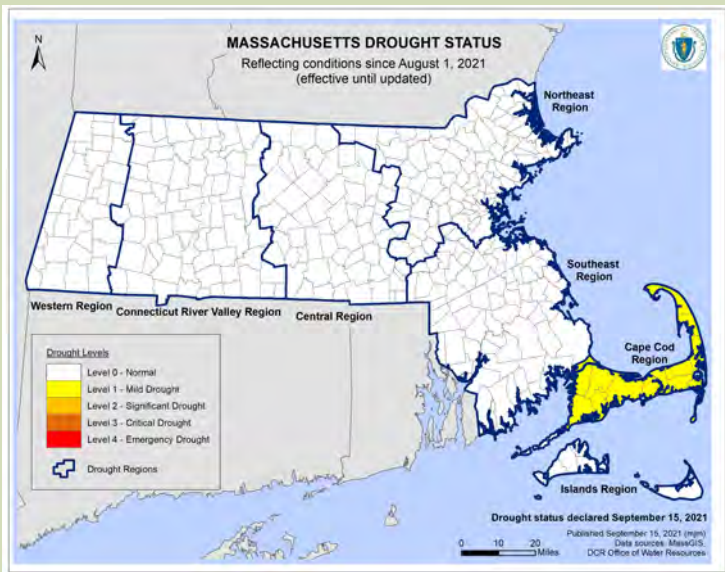 MASSACHUSETTS DROUGHT STATUS
Reflecting conditions since August 1, 2021
(effective until updated)
N
Northeast
Region
Southeast
Region
Cape Cod
Region
Western Region
Connecticut River Valley Region
Central Region
Islands Region
Drought Levels
Level 0 - Normal
Level 1 - Mild Drought
Level 2 - Significant Drought
Level 3 - Critical Drought
Level 4 - Emergency Drought
Drought Regions
Drought status declared September 15, 2021
Published September 15, 2021 (mjm)
Data sources: MassGIS,
DCR Office of Water Resources
0 10 20
Miles